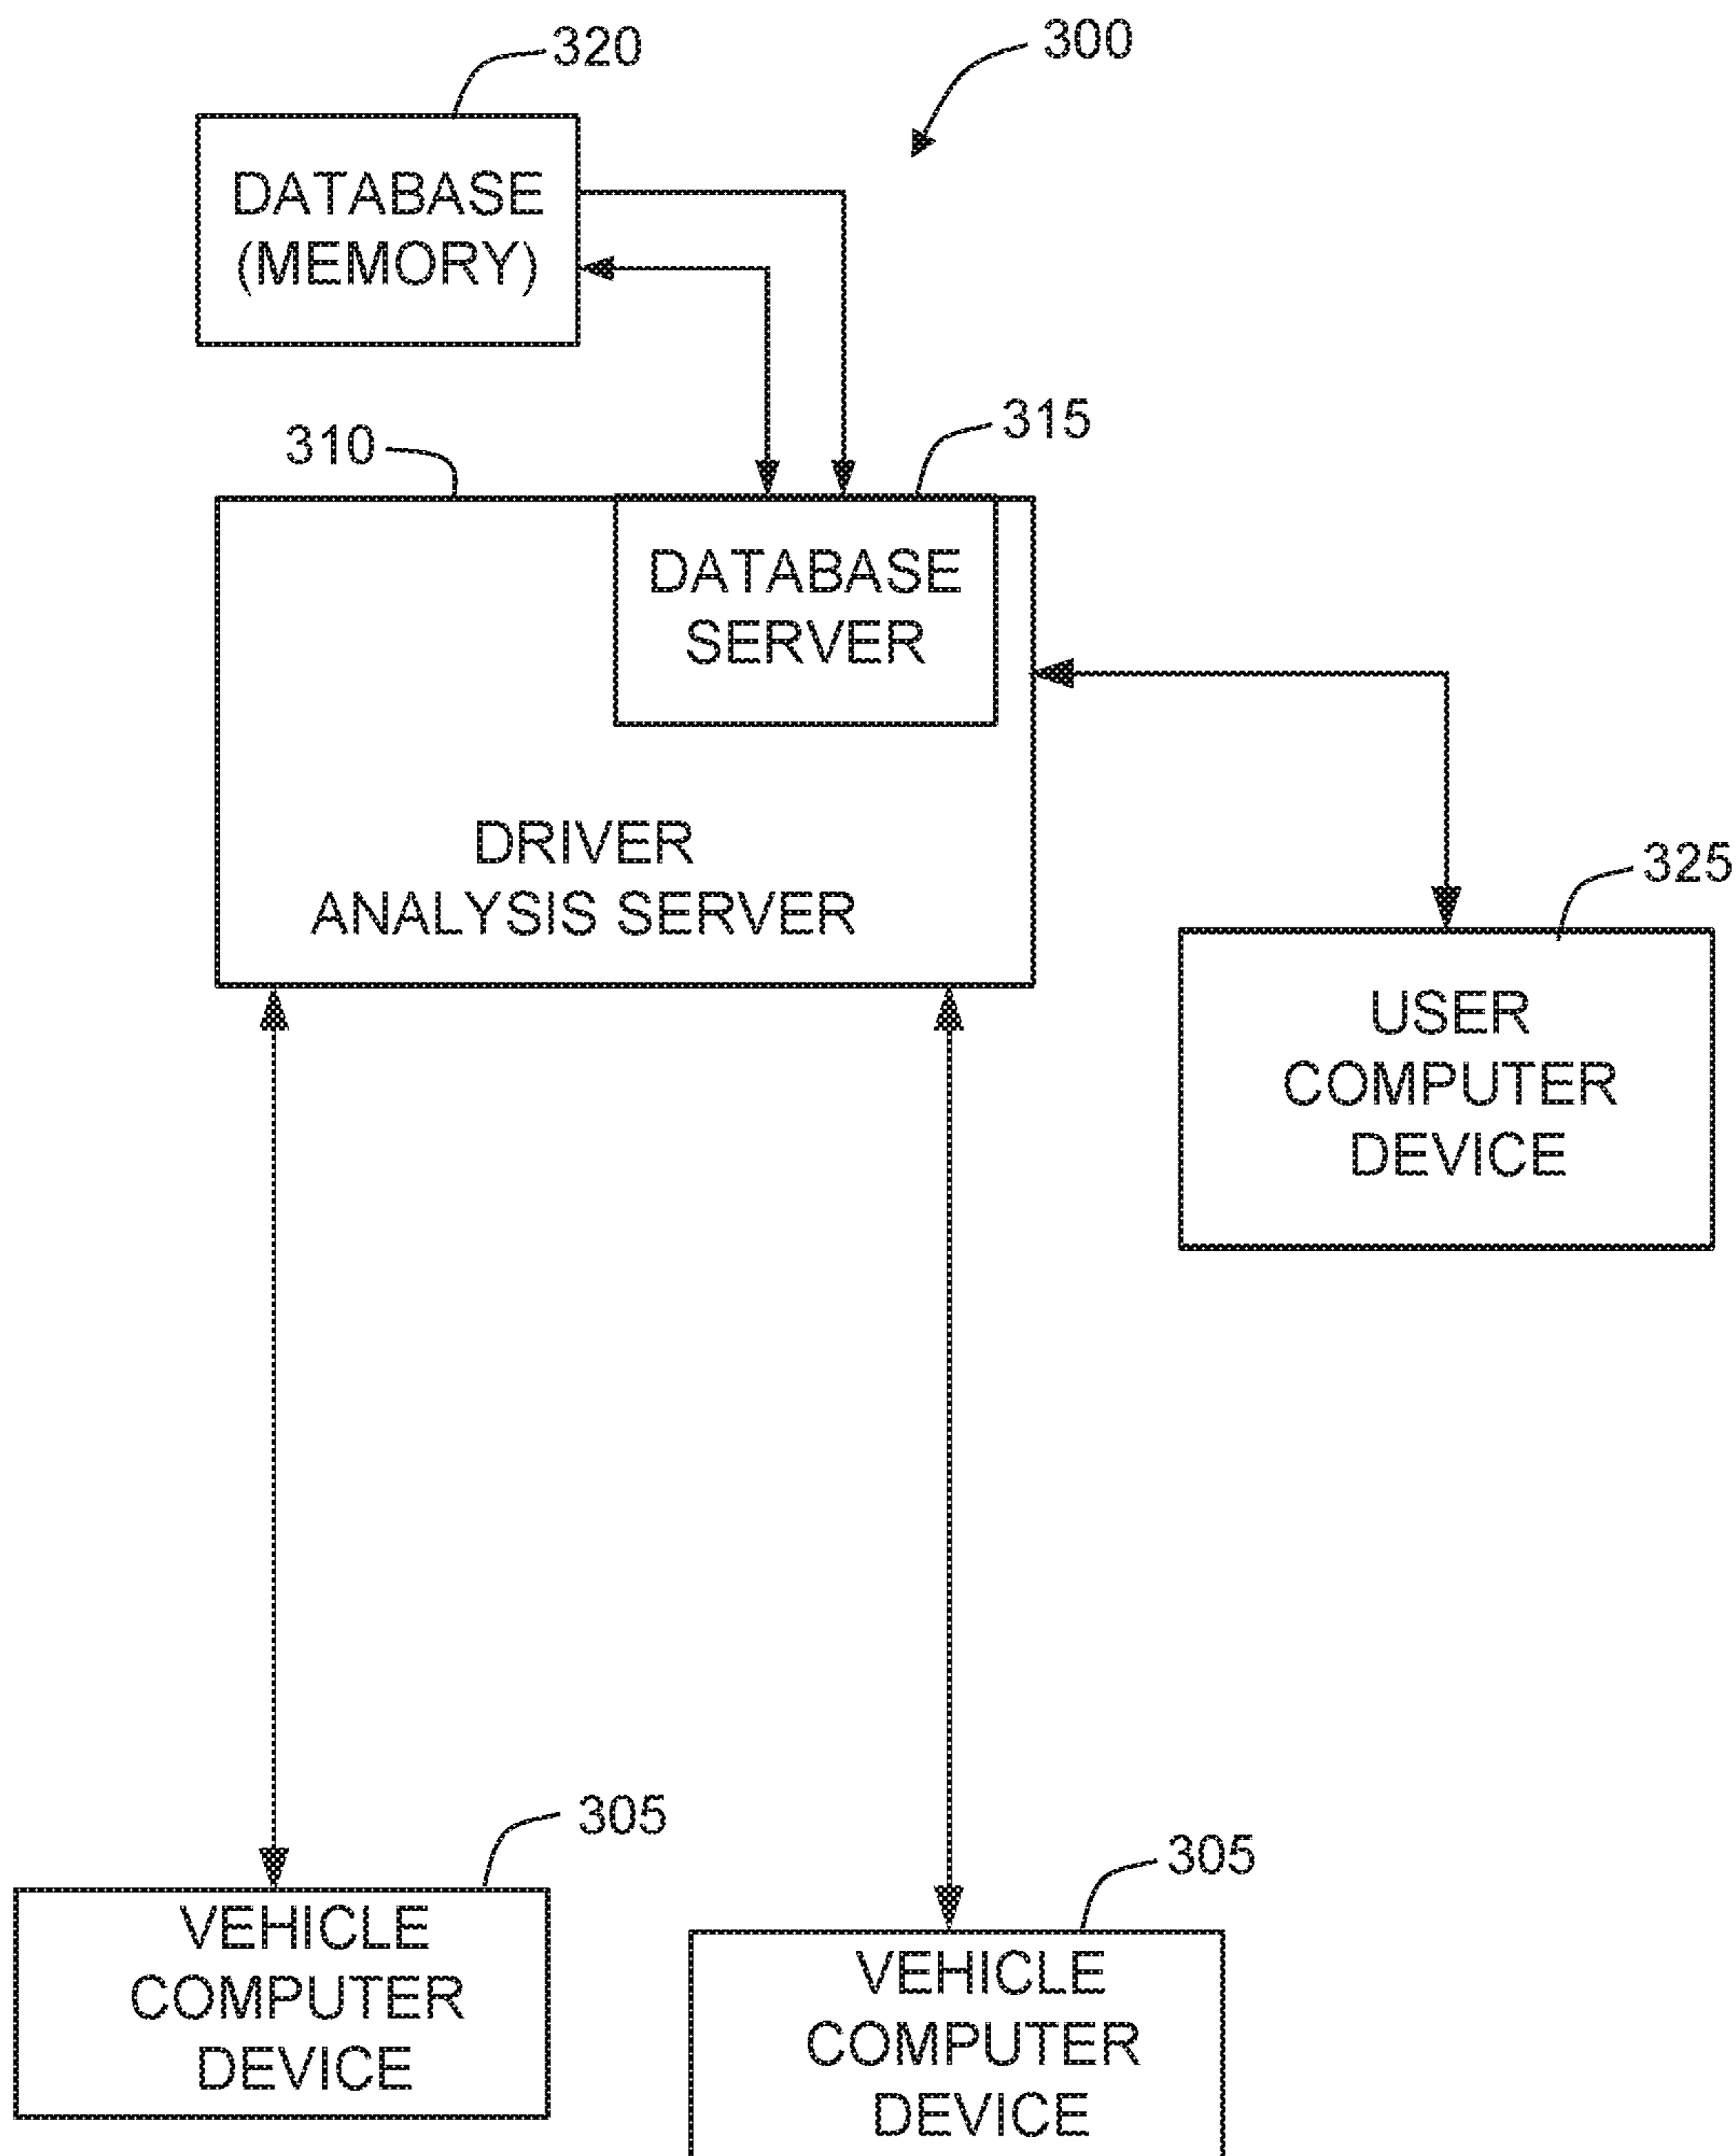 320
300
DATABASE
(MEMORY)
310
315
DATABASE
SERVER
DRIVER
ANALYSIS SERVER
325
USER
COMPUTER
DEVICE
305
VEHICLE
COMPUTER
DEVICE
305
VEHICLE
COMPUTER
DEVICE